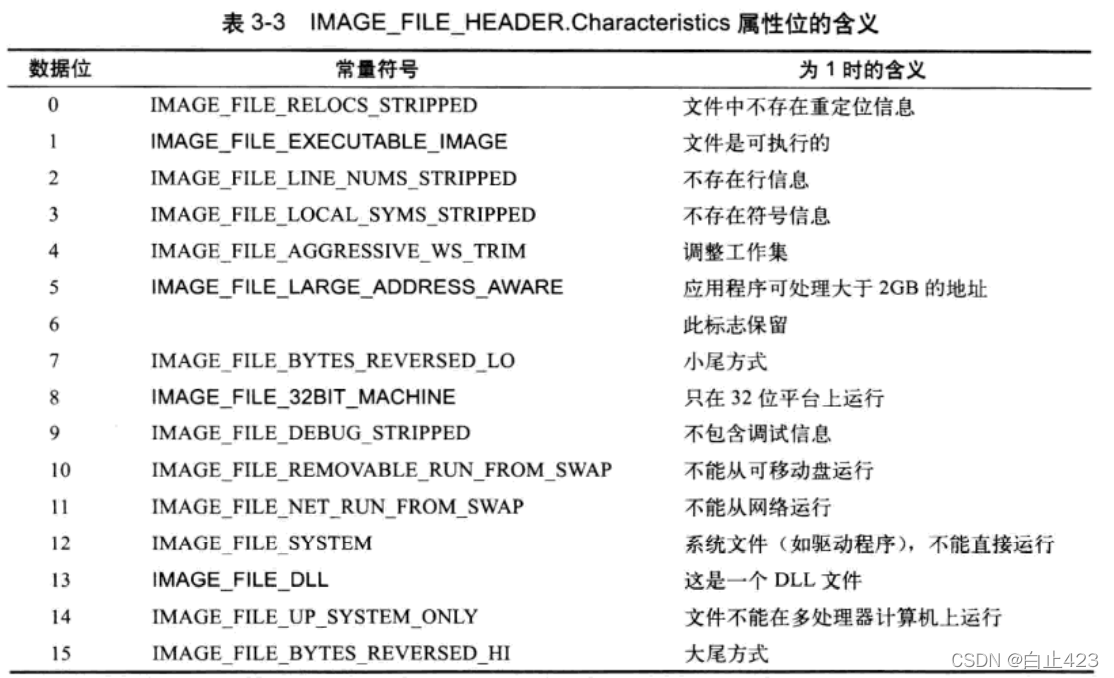 表 3-3 IMAGE_FILE_HEADER.Characteristics 属性位的含义
数据位 常量符号 为 1 时的含义
0 IMAGE_FILE_RELOCS_STRIPPED 文件中不存在重定位信息
1 IMAGE_FILE_EXECUTABLE_IMAGE 文件是可执行的
2 IMAGE_FILE_LINE_NUMS_STRIPPED 不存在行信息
3 IMAGE_FILE_LOCAL_SYMS_STRIPPED 不存在符号信息
4 IMAGE_FILE_AGGRESSIVE_WS_TRIM 调整工作集
5 IMAGE_FILE_LARGE_ADDRESS_AWARE 应用程序可处理大于 2GB 的地址
6 此标志保留
7 IMAGE_FILE_BYTES_REVERSED_LO 小尾方式
8 IMAGE_FILE_32BIT_MACHINE 只在 32 位平台上运行
9 IMAGE_FILE_DEBUG_STRIPPED 不包含调试信息
10 IMAGE_FILE_REMOVABLE_RUN_FROM_SWAP 不能从可移动盘运行
11 IMAGE_FILE_NET_RUN_FROM_SWAP 不能从网络运行
12 IMAGE_FILE_SYSTEM 系统文件（如驱动程序），不能直接运行
13 IMAGE_FILE_DLL 这是一个 DLL 文件
14 IMAGE_FILE_UP_SYSTEM_ONLY 文件不能在多处理器计算机上运行
15 IMAGE_FILE_BYTES_REVERSED_HI 大尾方式
CSDN @白止423